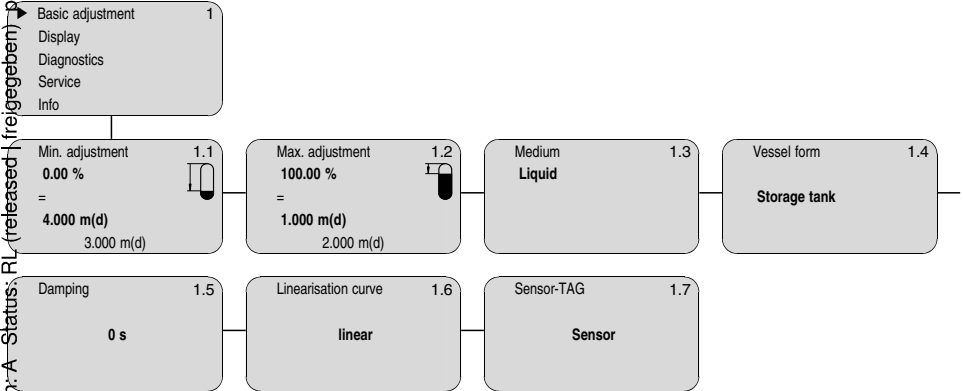 Basic adjustment 1
Display
Diagnostics
Service
Info
Min. adjustment 1.1
0.00 %
=
4.000 m(d)
3.000 m(d)
Max. adjustment 1.2
100.00 %
=
1.000 m(d)
2.000 m(d)
Medium 1.3
Liquid
Vessel form 1.4
Storage tank
Damping 1.5
0 s
Linearisation curve 1.6
linear
Sensor-TAG 1.7
Sensor
: A Status: RL (released | freigegeben)